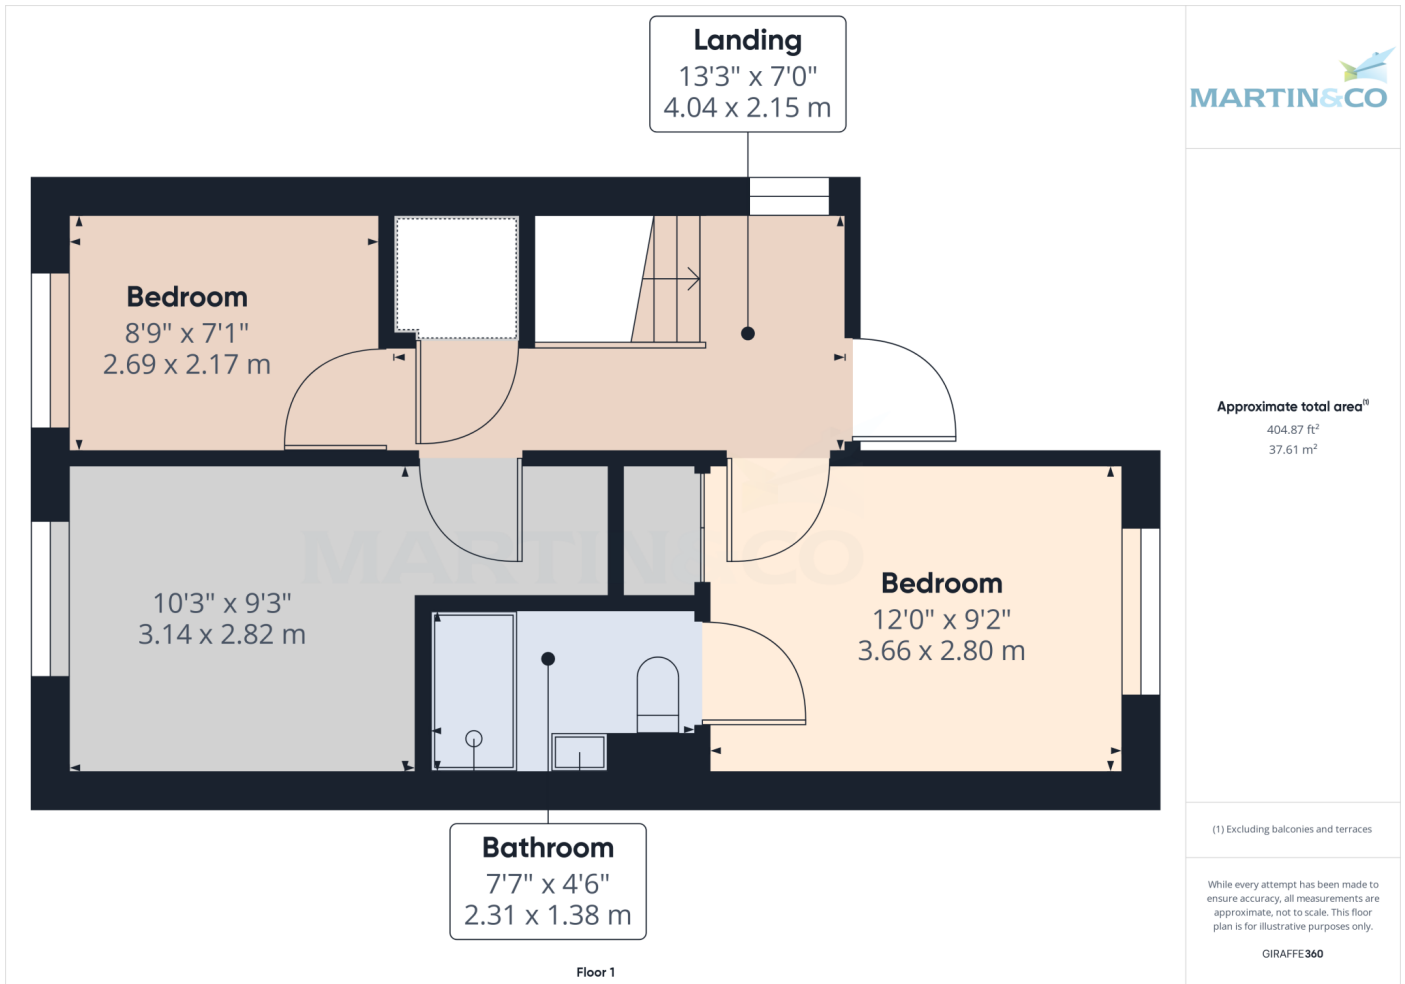 Landing
13'3" x 7'0"
4.04 x 2.15 m
MARTIN&CO
Bedroom
8'9" x 7'1"
2.69 x 2.17 m
Approximate total area(1)
404.87 ft²
37.61 m²
MARTIN&CO
10'3" x 9'3"
3.14 x 2.82 m
Bedroom
12'0" x 9'2"
3.66 x 2.80 m
Bathroom
7'7" x 4'6"
2.31 x 1.38 m
(1) Excluding balconies and terraces
While every attempt has been made to
ensure accuracy, all measurements are
approximate, not to scale. This floor
plan is for illustrative purposes only.
GIRAFFE360
Floor 1